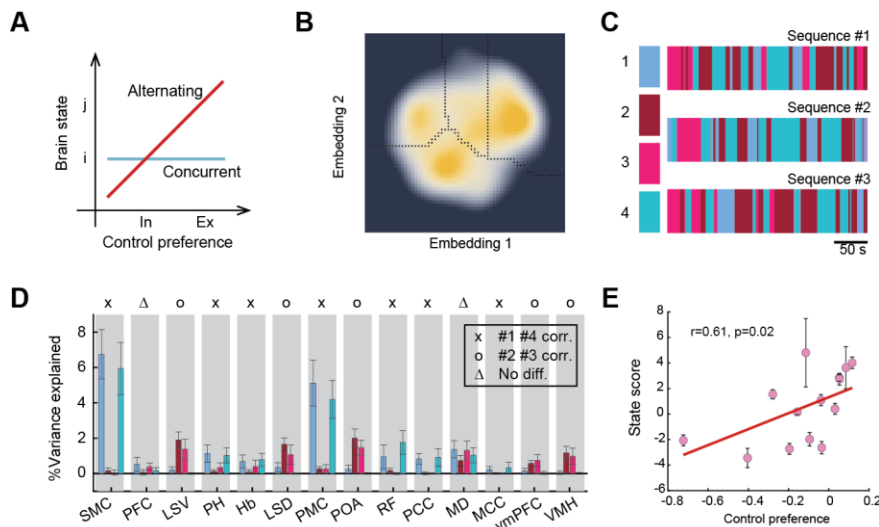 A
Brain state
j
i
Alternating
Concurrent
In
Ex
Control preference
B
Embedding 2
Embedding 1
C
1
2
3
4
Sequence #1
Sequence #2
Sequence #3
50 s
D
x Δ o x x o x o x x Δ x o o
%Variance explained
8
6
4
2
0
x #1 #4 corr.
o #2 #3 corr.
Δ No diff.
SMC PFC LSV PH Hb LSD PMC POA RF PCC MD MCC vmPFC VMH
E
State score
8
6
4
2
0
-2
-4
-6
-8
r=0.61, p=0.02
-0.8 -0.4 -0.6 -0.2 -0.4 0.2
Control preference